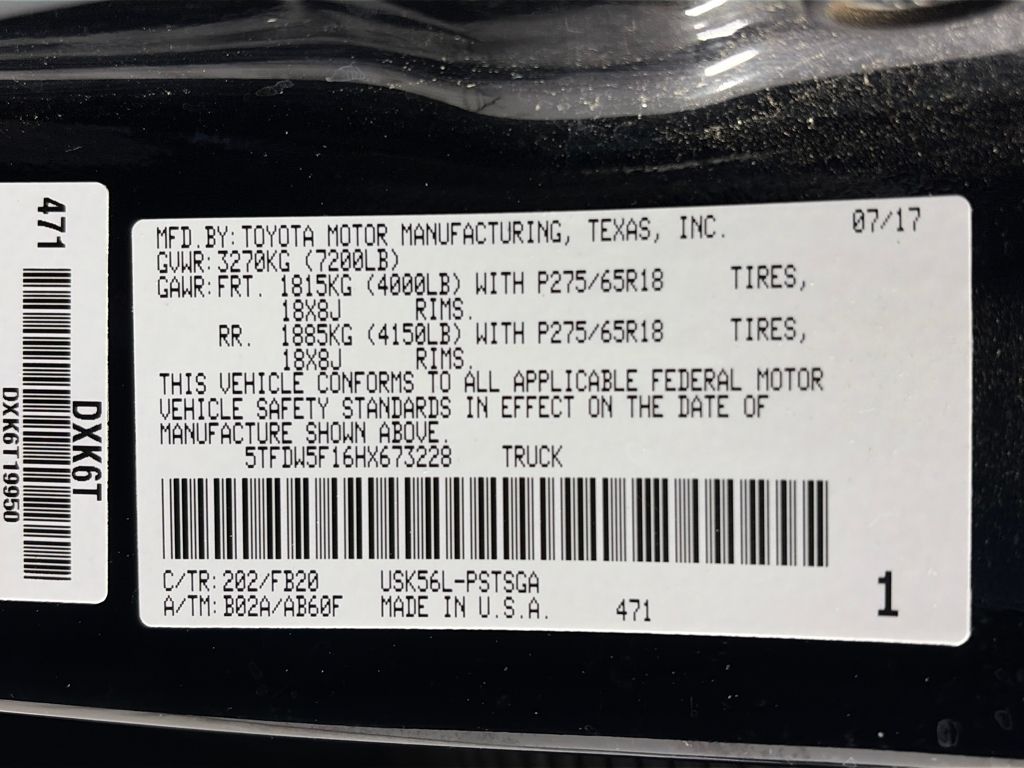 471
DXK6T
DXK6T19950
MFD.BY:TOYOTA MOTOR MANUFACTURING, TEXAS, INC. 07/17
GVWR:3270KG (7200LB)
GAWR:FRT. 1815KG (4000LB) WITH P275/65R18 TIRES,
18X8J RIMS.
RR. 1885KG (4150LB) WITH P275/65R18 TIRES,
18X8J RIMS.
THIS VEHICLE CONFORMS TO ALL APPLICABLE FEDERAL MOTOR
VEHICLE SAFETY STANDARDS IN EFFECT ON THE DATE OF
MANUFACTURE SHOWN ABOVE.
5TFDW5F16HX673228 TRUCK
C/TR:202/FB20 USK56L-PSTSGA
A/TM:B02A/AB60F MADE IN U.S.A. 471
1